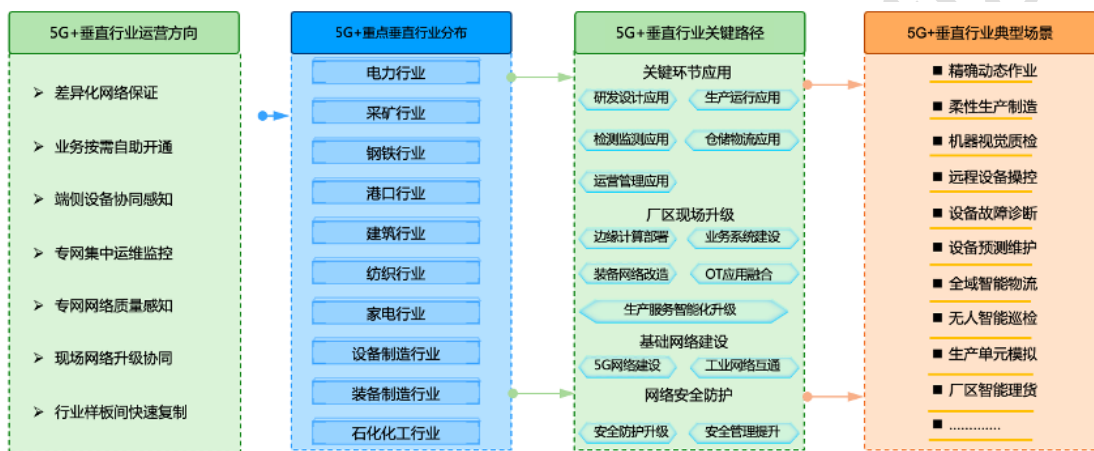 5G+垂直行业运营方向
差异化网络保证
业务按需自助开通
端侧设备协同感知
专网集中运维监控
专网网络质量感知
现场网络升级协同
行业样板间快速复制
5G+重点垂直行业分布
电力行业
采矿行业
钢铁行业
港口行业
建筑行业
纺织行业
家电行业
设备制造行业
装备制造行业
石化化工行业
5G+垂直行业关键路径
关键环节应用
研发设计应用 生产运行应用
检测监测应用 仓储物流应用
运营管理应用
厂区现场升级
边缘计算部署 业务系统建设
装备网络改造 OT应用融合
生产服务智能化升级
基础网络建设
5G网络建设 工业网络互通
网络安全防护
安全防护升级 安全管理提升
5G+垂直行业典型场景
精确动态作业
柔性生产制造
机器视觉质检
远程设备操控
设备故障诊断
设备预测维护
全域智能物流
无人智能巡检
生产单元模拟
厂区智能理货
.............